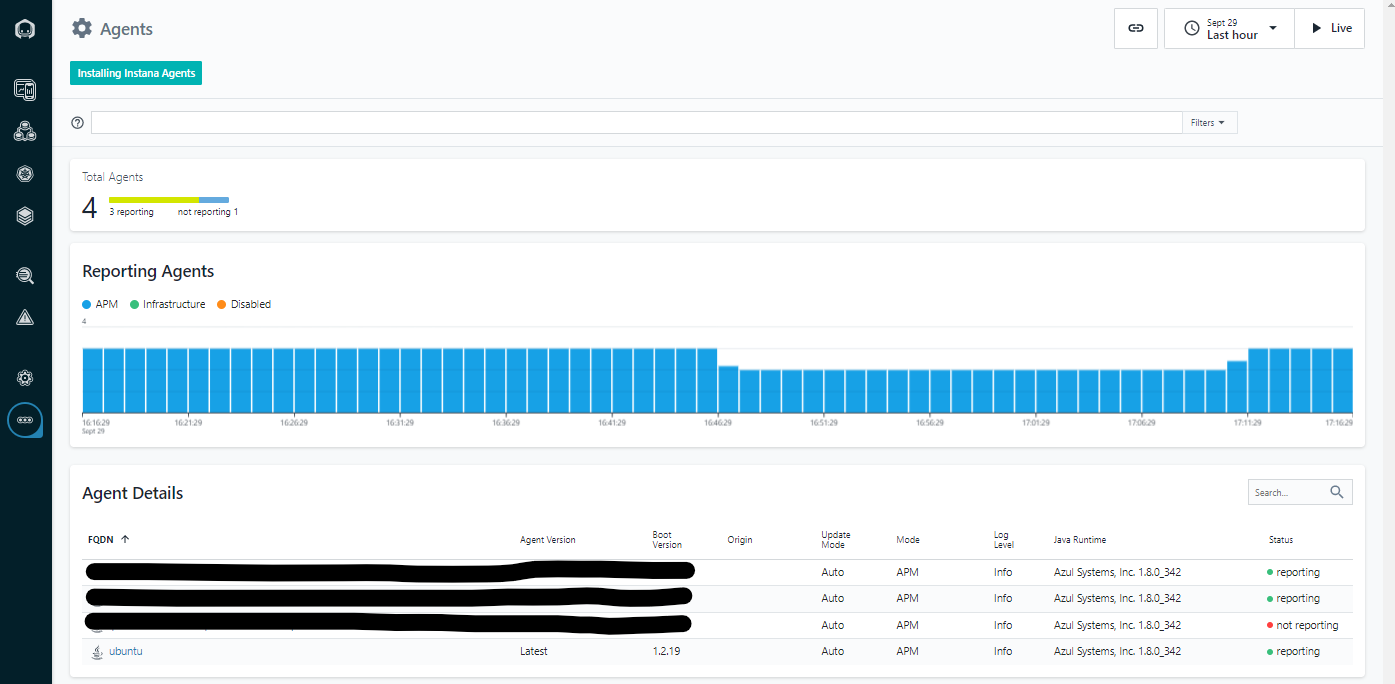 Agents
Sept 29
Last hour
Live
Installing Instana Agents
Filters
Total Agents
4
3 reporting not reporting 1
Reporting Agents
APM Infrastructure Disabled
4
16:16:29 16:21:29 16:26:29 16:31:29 16:36:29 16:41:29 16:46:29 16:51:29 16:56:29 17:01:29 17:06:29 17:11:29 17:16:29
Sept 29
Agent Details
Search...
FQDN Agent Version Boot Version Origin Update Mode Mode Log Level Java Runtime Status
Auto APM Info Azul Systems, Inc. 1.8.0_342 reporting
Auto APM Info Azul Systems, Inc. 1.8.0_342 reporting
Auto APM Info Azul Systems, Inc. 1.8.0_342 not reporting
ubuntu Latest 1.2.19 Auto APM Info Azul Systems, Inc. 1.8.0_342 reporting